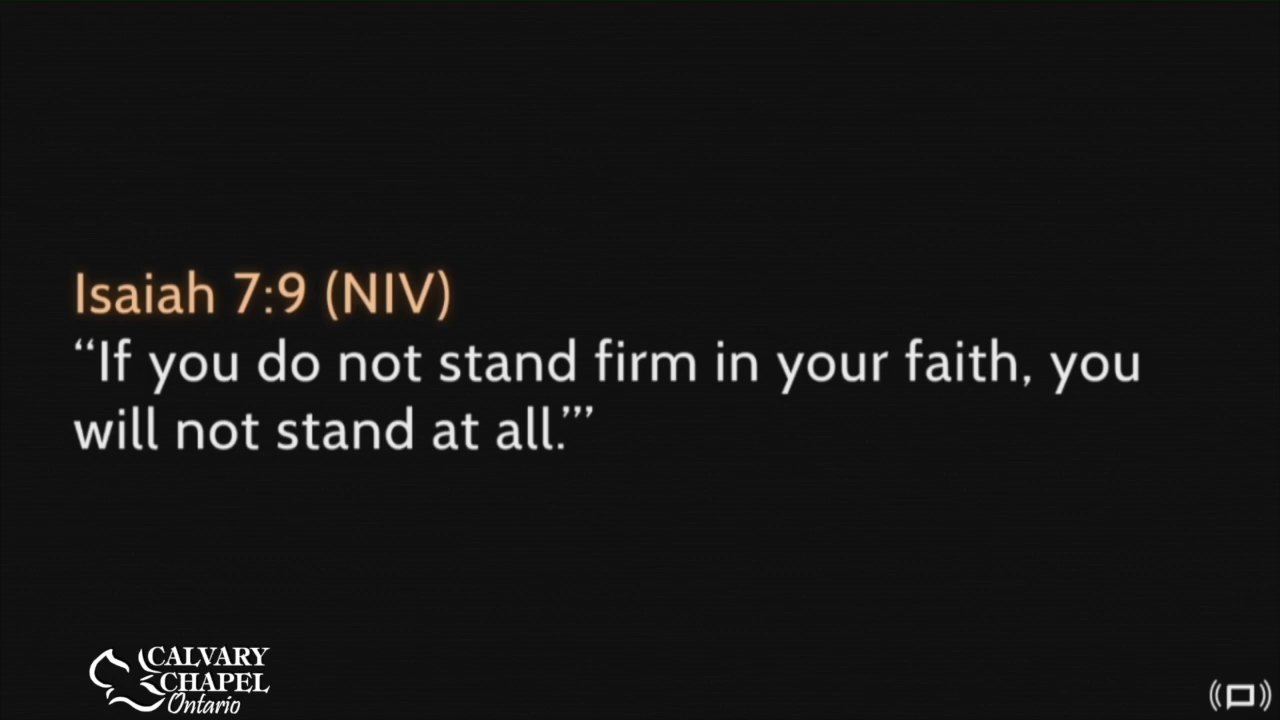 Isaiah 7:9 (NIV)
“If you do not stand firm in your faith, you
will not stand at all.’”
CALVARY
CHAPEL
Ontario